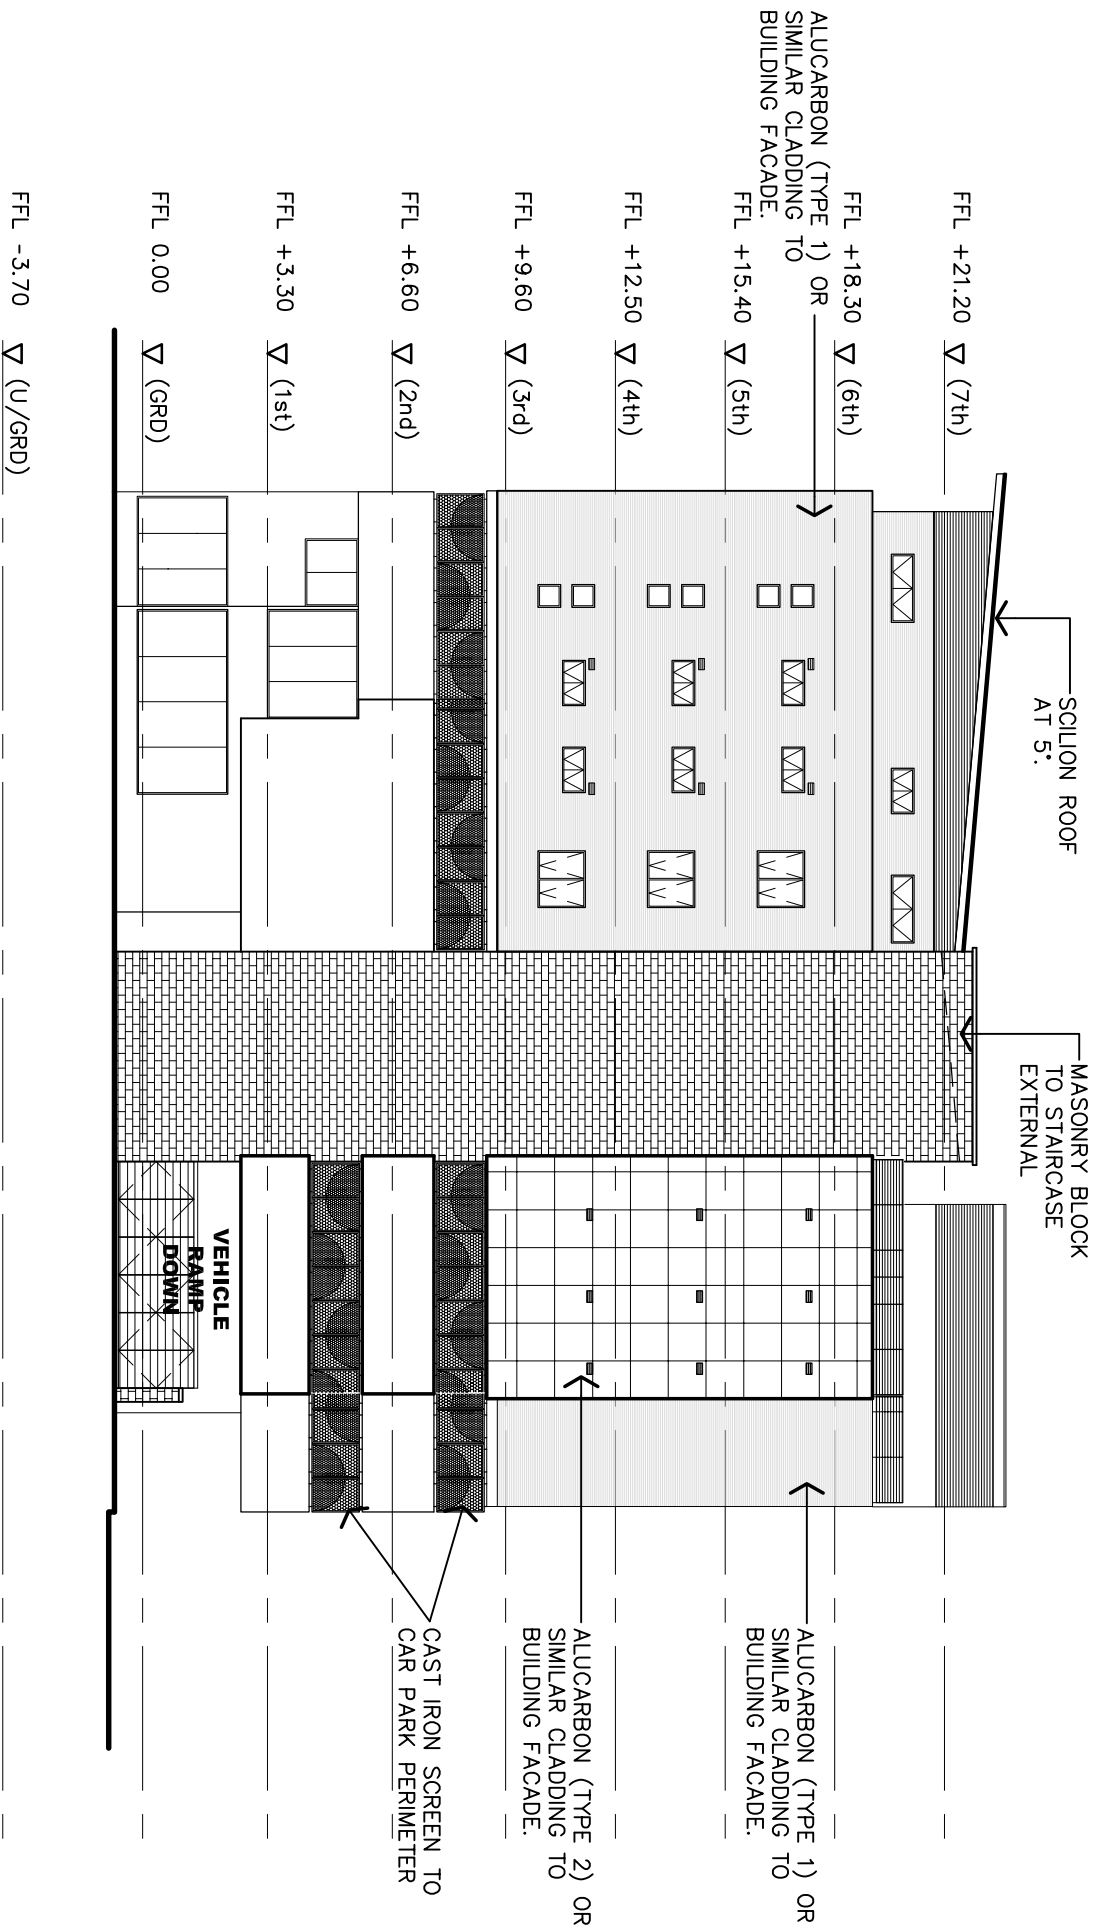 SCILION ROOF
AT 5°.
MASONRY BLOCK
TO STAIRCASE
EXTERNAL
ALUCARBON (TYPE 1) OR
SIMILAR CLADDING TO
BUILDING FACADE.
FFL +21.20 (7th)
FFL +18.30 (6th)
FFL +15.40 (5th)
FFL +12.50 (4th)
FFL +9.60 (3rd)
FFL +6.60 (2nd)
FFL +3.30 (1st)
FFL 0.00 (GRD)
FFL -3.70 (U/GRD)
VEHICLE
RAMP
DOWN
ALUCARBON (TYPE 1) OR
SIMILAR CLADDING TO
BUILDING FACADE.
ALUCARBON (TYPE 2) OR
SIMILAR CLADDING TO
BUILDING FACADE.
CAST IRON SCREEN TO
CAR PARK PERIMETER